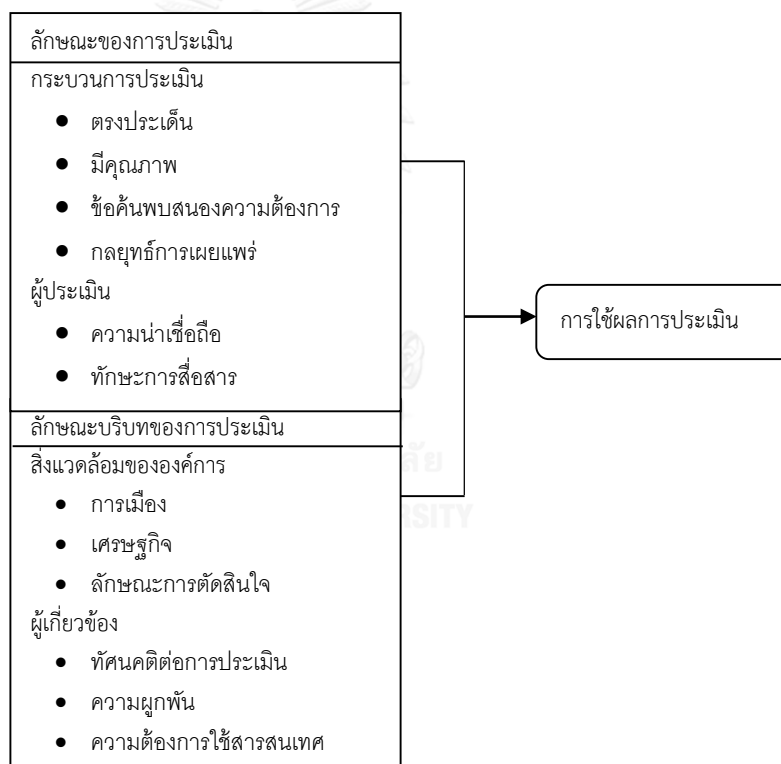 ลักษณะของการประเมิน
กระบวนการประเมิน
● ตรงประเด็น
● มีคุณภาพ
● ข้อค้นพบสนองความต้องการ
● กลยุทธ์การเผยแพร่
ผู้ประเมิน
● ความน่าเชื่อถือ
● ทักษะการสื่อสาร
ลักษณะบริบทของการประเมิน
สิ่งแวดล้อมขององค์การ
● การเมือง
● เศรษฐกิจ
● ลักษณะการตัดสินใจ
ผู้เกี่ยวข้อง
● ทัศนคติต่อการประเมิน
● ความผูกพัน
● ความต้องการใช้สารสนเทศ
การใช้ผลการประเมิน